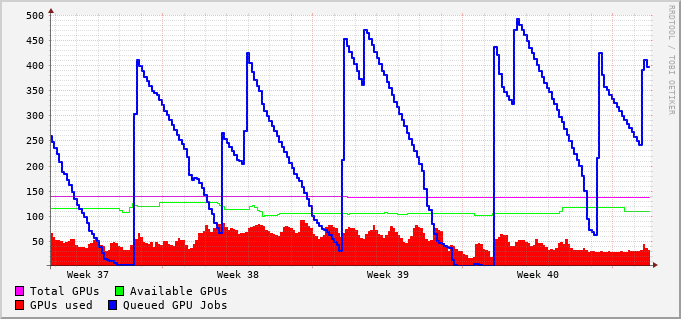 500
450
400
350
300
250
200
150
100
50
Week 37 Week 38 Week 39 Week 40
Total GPUs Available GPUs
GPUs used Queued GPU Jobs
RRDTOOL / TOBI OETIKER